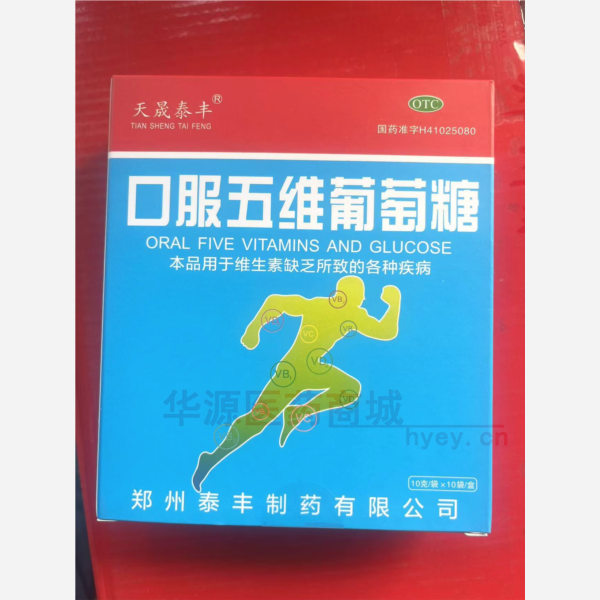 天晟泰丰®
TIAN SHENG TAI FENG
OTC
国药准字H41025080
口服五维葡萄糖
ORAL FIVE VITAMINS AND GLUCOSE
本品用于维生素缺乏所致的各种疾病
VC
VB
华源医药商城
hyey.cn
10克/袋×10袋/盒
郑州泰丰制药有限公司